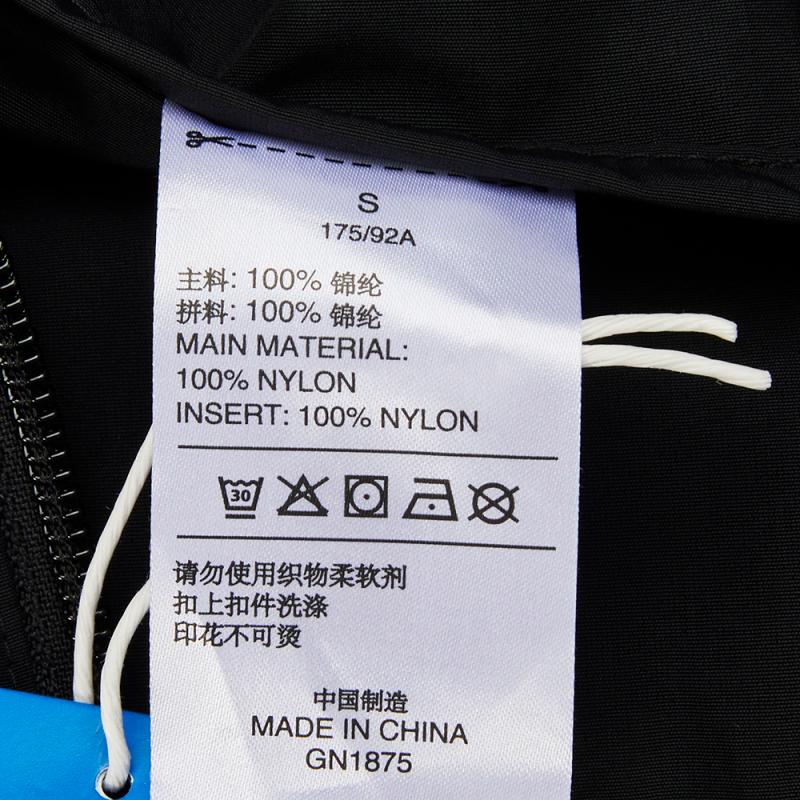 S
175/92A
主料: 100% 锦纶
拼料: 100% 锦纶
MAIN MATERIAL:
100% NYLON
INSERT: 100% NYLON
30
请勿使用织物柔软剂
扣上扣件洗涤
印花不可烫
中国制造
MADE IN CHINA
GN1875